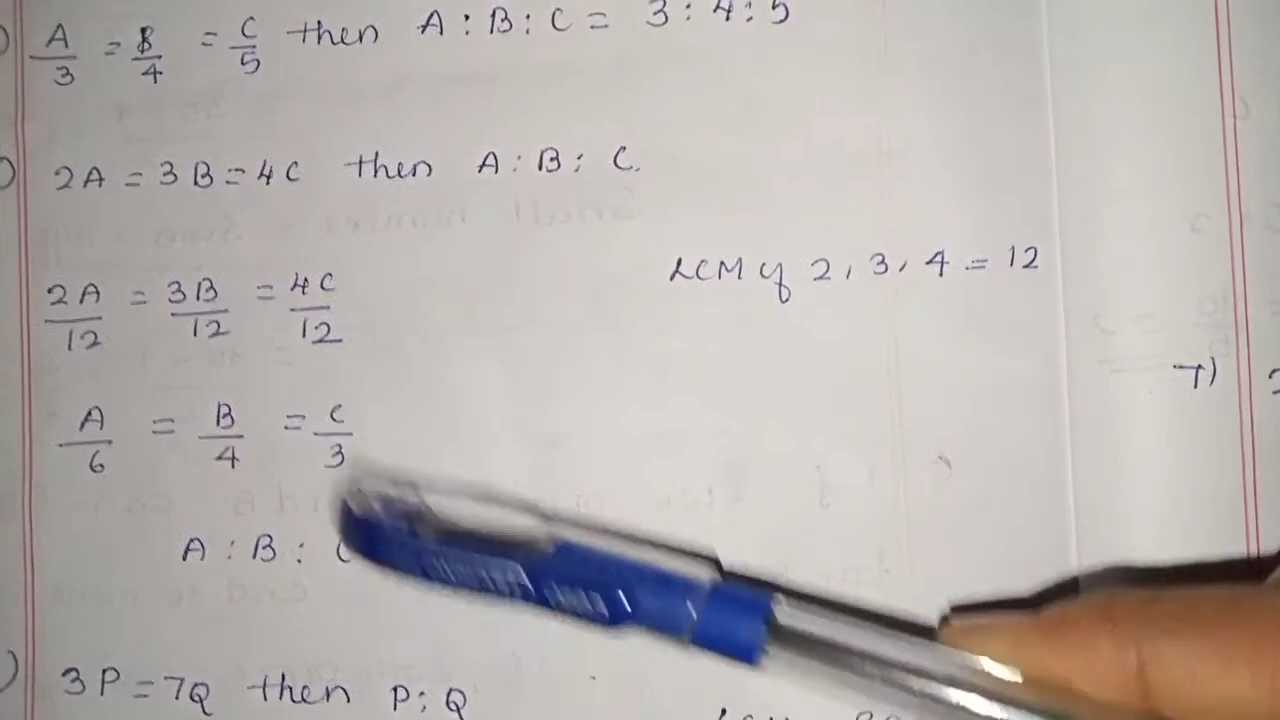 A/3 = B/4 = C/5 then A : B : C = 3 : 4 : 5
2A = 3B = 4C then A : B : C.
LCM of 2, 3, 4 = 12
2A/12 = 3B/12 = 4C/12
7)
A/6 = B/4 = C/3
A : B :
3P = 7Q then P : Q